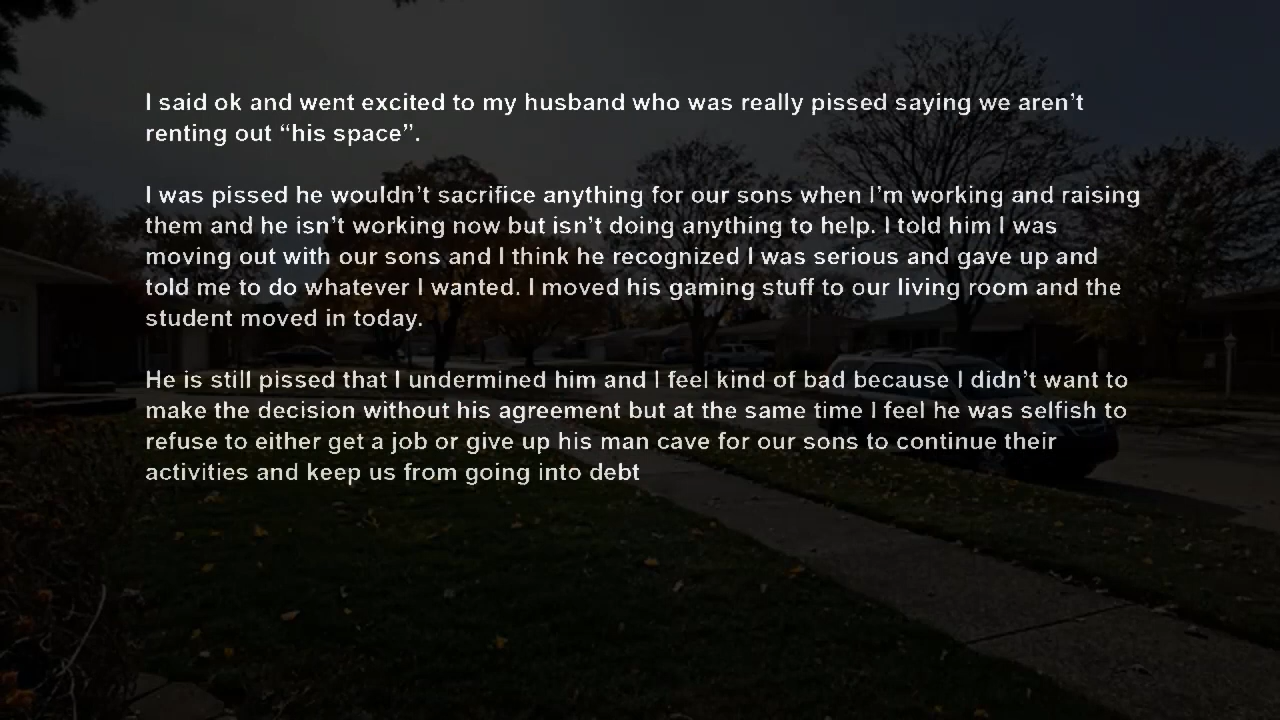 I said ok and went excited to my husband who was really pissed saying we aren’t
renting out “his space”.
I was pissed he wouldn’t sacrifice anything for our sons when I’m working and raising
them and he isn’t working now but isn’t doing anything to help. I told him I was
moving out with our sons and I think he recognized I was serious and gave up and
told me to do whatever I wanted. I moved his gaming stuff to our living room and the
student moved in today.
He is still pissed that I undermined him and I feel kind of bad because I didn’t want to
make the decision without his agreement but at the same time I feel he was selfish to
refuse to either get a job or give up his man cave for our sons to continue their
activities and keep us from going into debt